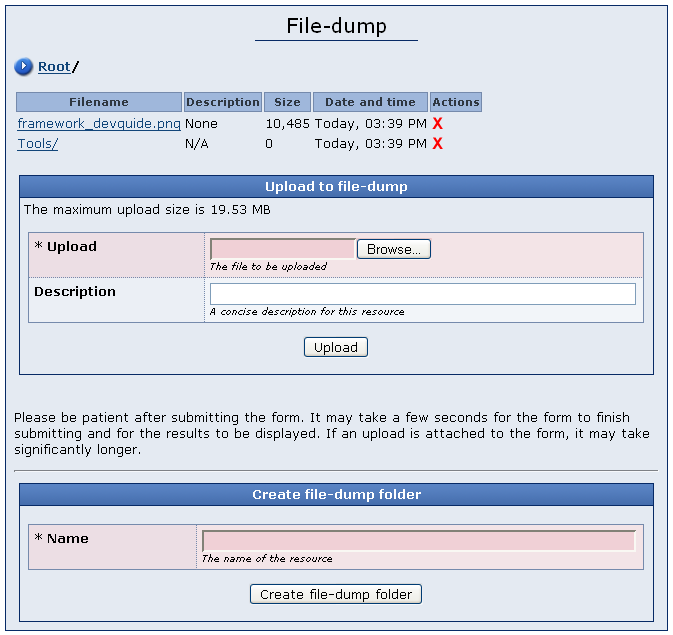 File-dump
Root/
Filename Description Size Date and time Actions
framework_devguide.png None 10,485 Today, 03:39 PM X
Tools/ N/A 0 Today, 03:39 PM X
Upload to file-dump
The maximum upload size is 19.53 MB
* Upload Browse...
The file to be uploaded
Description
A concise description for this resource
Upload
Please be patient after submitting the form. It may take a few seconds for the form to finish
submitting and for the results to be displayed. If an upload is attached to the form, it may take
significantly longer.
Create file-dump folder
* Name
The name of the resource
Create file-dump folder